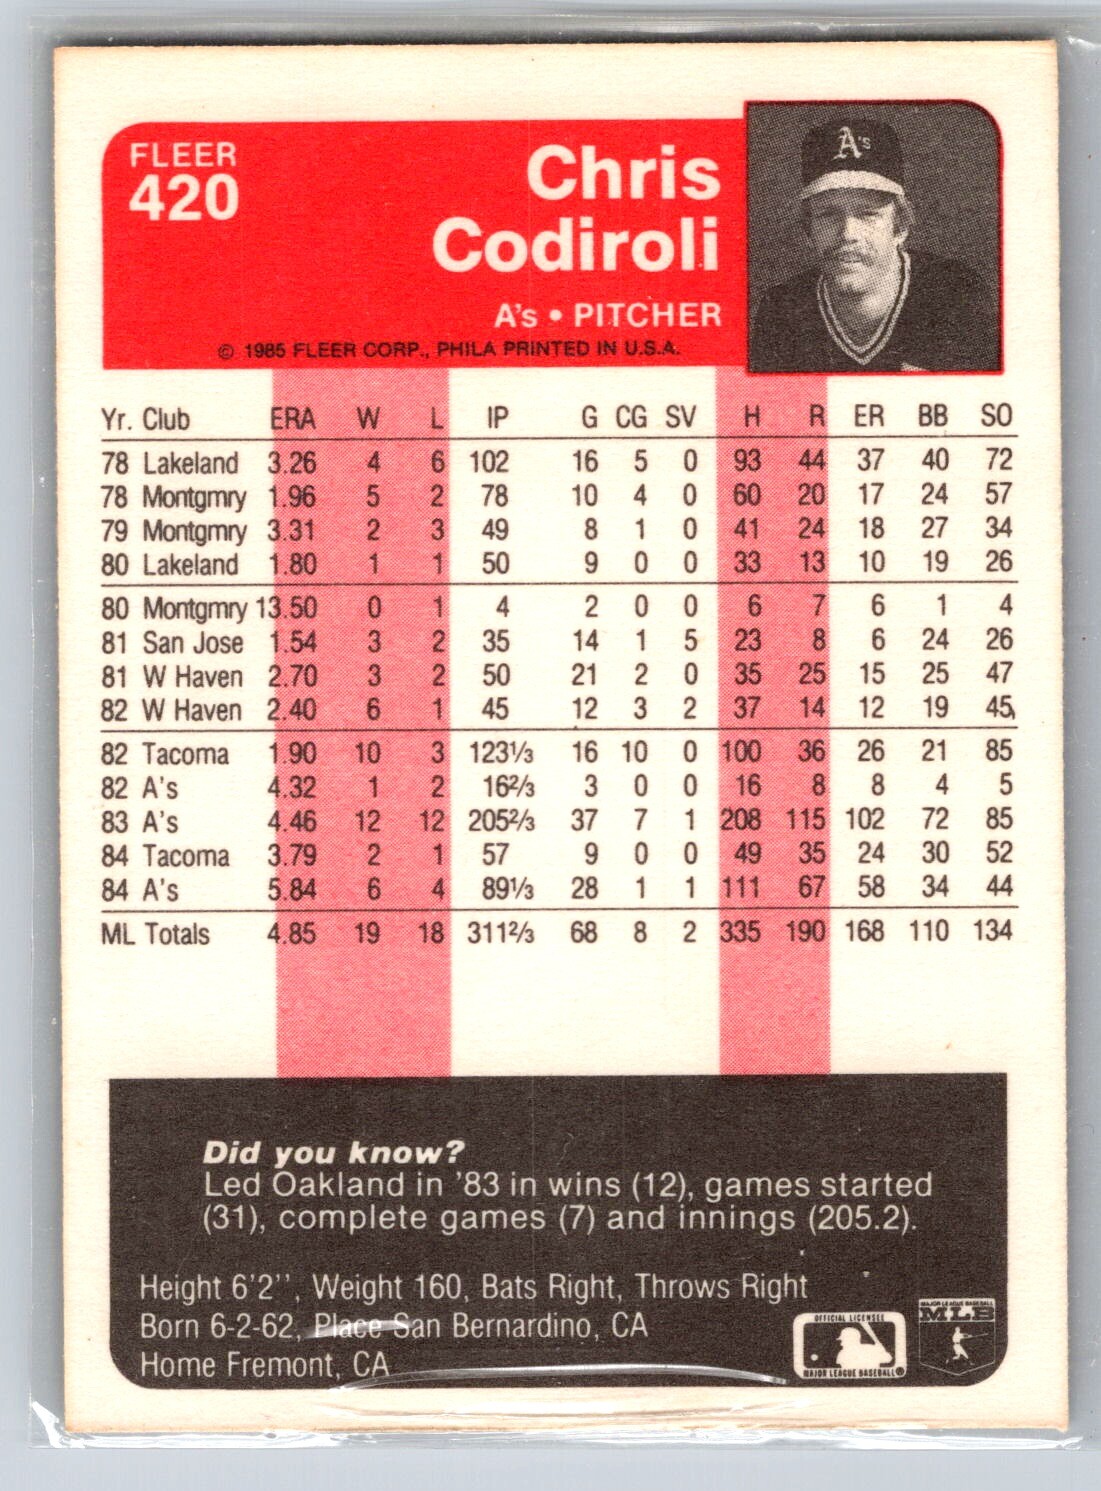 FLEER
420
Chris
Codiroli
A's • PITCHER
© 1985 FLEER CORP., PHILA PRINTED IN U.S.A.
A's
Yr. Club ERA W L IP G CG SV H R ER BB SO
78 Lakeland 3.26 4 6 102 16 5 0 93 44 37 40 72
78 Montgmry 1.96 5 2 78 10 4 0 60 20 17 24 57
79 Montgmry 3.31 2 3 49 8 1 0 41 24 18 27 34
80 Lakeland 1.80 1 1 50 9 0 0 33 13 10 19 26
80 Montgmry 13.50 0 1 4 2 0 0 6 7 6 1 4
81 San Jose 1.54 3 2 35 14 1 5 23 8 6 24 26
81 W Haven 2.70 3 2 50 21 2 0 35 25 15 25 47
82 W Haven 2.40 6 1 45 12 3 2 37 14 12 19 45
82 Tacoma 1.90 10 3 123⅓ 16 10 0 100 36 26 21 85
82 A's 4.32 1 2 16⅔ 3 0 0 16 8 8 4 5
83 A's 4.46 12 12 205⅔ 37 7 1 208 115 102 72 85
84 Tacoma 3.79 2 1 57 9 0 0 49 35 24 30 52
84 A's 5.84 6 4 89⅓ 28 1 1 111 67 58 34 44
ML Totals 4.85 19 18 311⅔ 68 8 2 335 190 168 110 134
Did you know?
Led Oakland in '83 in wins (12), games started
(31), complete games (7) and innings (205.2).
Height 6'2'', Weight 160, Bats Right, Throws Right
Born 6-2-62, Place San Bernardino, CA
Home Fremont, CA
OFFICIAL LICENSEE
MAJOR LEAGUE BASEBALL®
MAJOR LEAGUE BASEBALL
MLB